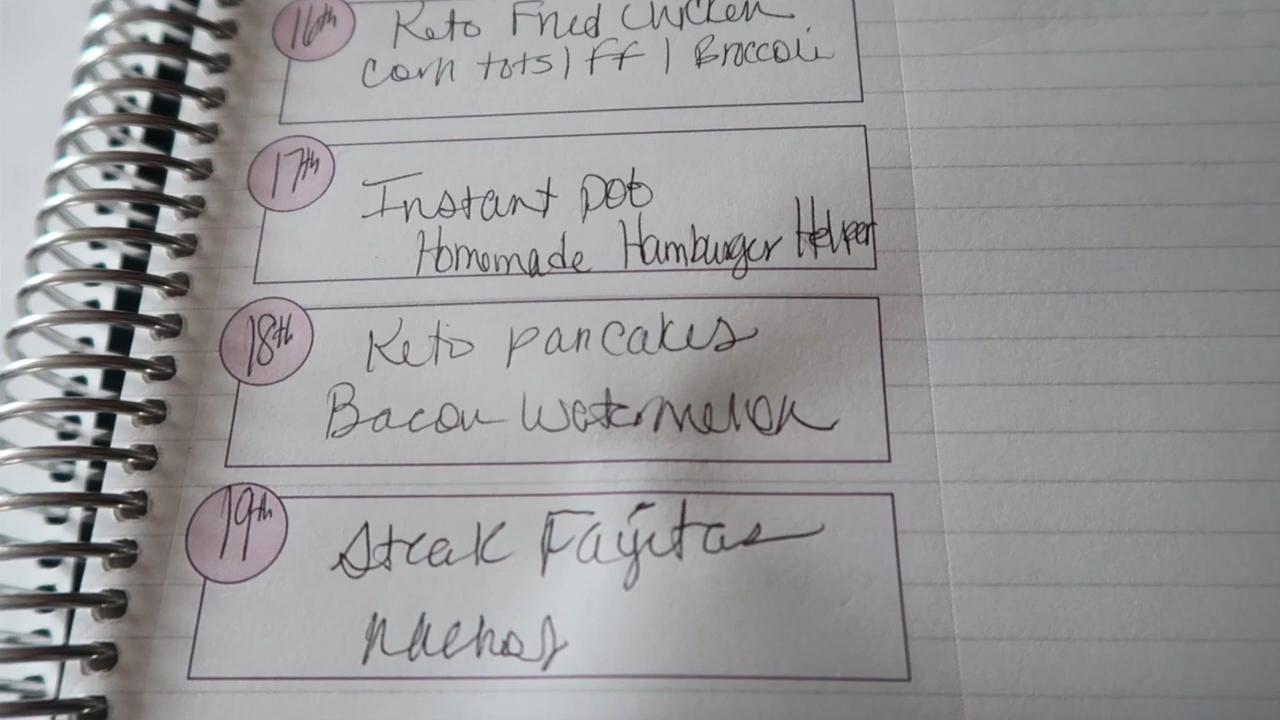 16th
Keto Fried Chicken
corn tots | ff | Broccoli
17th
Instant Pot
Homemade Hamburger Helper
18th
Keto pancakes
Bacon Watermelon
19th
Steak Fajitas
Nachos